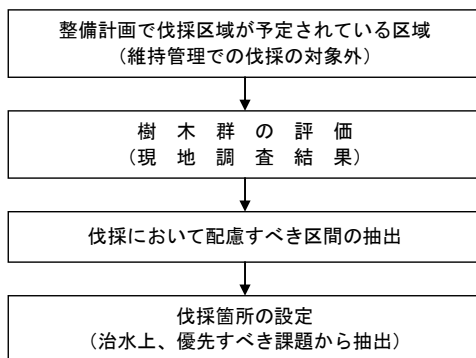 整備計画で伐採区域が予定されている区域
（維持管理での伐採の対象外）
樹木群の評価
（現地調査結果）
伐採において配慮すべき区間の抽出
伐採箇所の設定
（治水上、優先すべき課題から抽出）